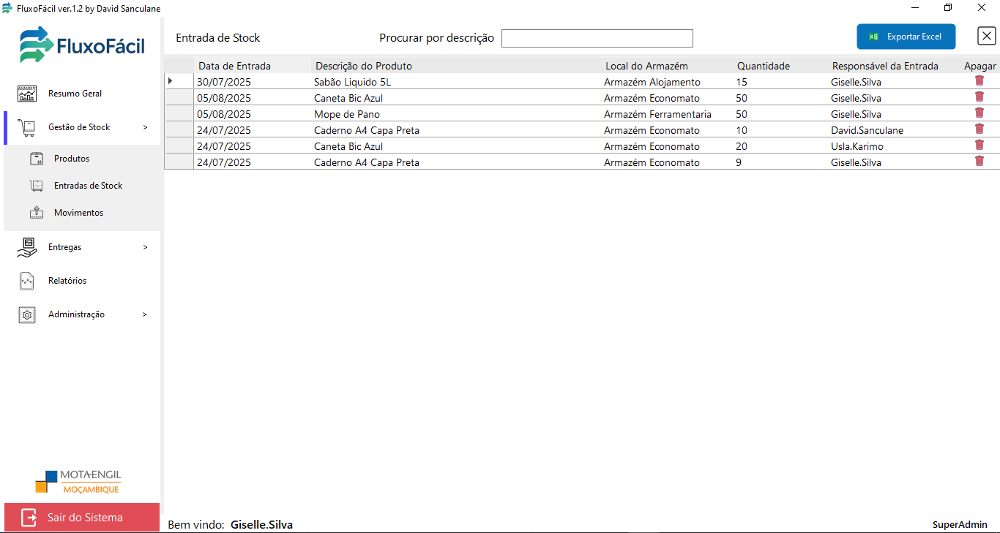 FluxoFácil ver.1.2 by David Sanculane
FluxoFácil
Entrada de Stock
Procurar por descrição
Exportar Excel
Resumo Geral
Gestão de Stock >
Produtos
Entradas de Stock
Movimentos
Entregas >
Relatórios
Administração >
Data de Entrada Descrição do Produto Local do Armazém Quantidade Responsável da Entrada Apagar
30/07/2025 Sabão Liquido 5L Armazém Alojamento 15 Giselle.Silva
05/08/2025 Caneta Bic Azul Armazém Economato 50 Giselle.Silva
05/08/2025 Mope de Pano Armazém Ferramentaria 50 Giselle.Silva
24/07/2025 Caderno A4 Capa Preta Armazém Economato 10 David.Sanculane
24/07/2025 Caneta Bic Azul Armazém Economato 20 Usla.Karimo
24/07/2025 Caderno A4 Capa Preta Armazém Economato 9 Giselle.Silva
MOTA-ENGIL
MOÇAMBIQUE
Sair do Sistema
Bem vindo: Giselle.Silva
SuperAdmin